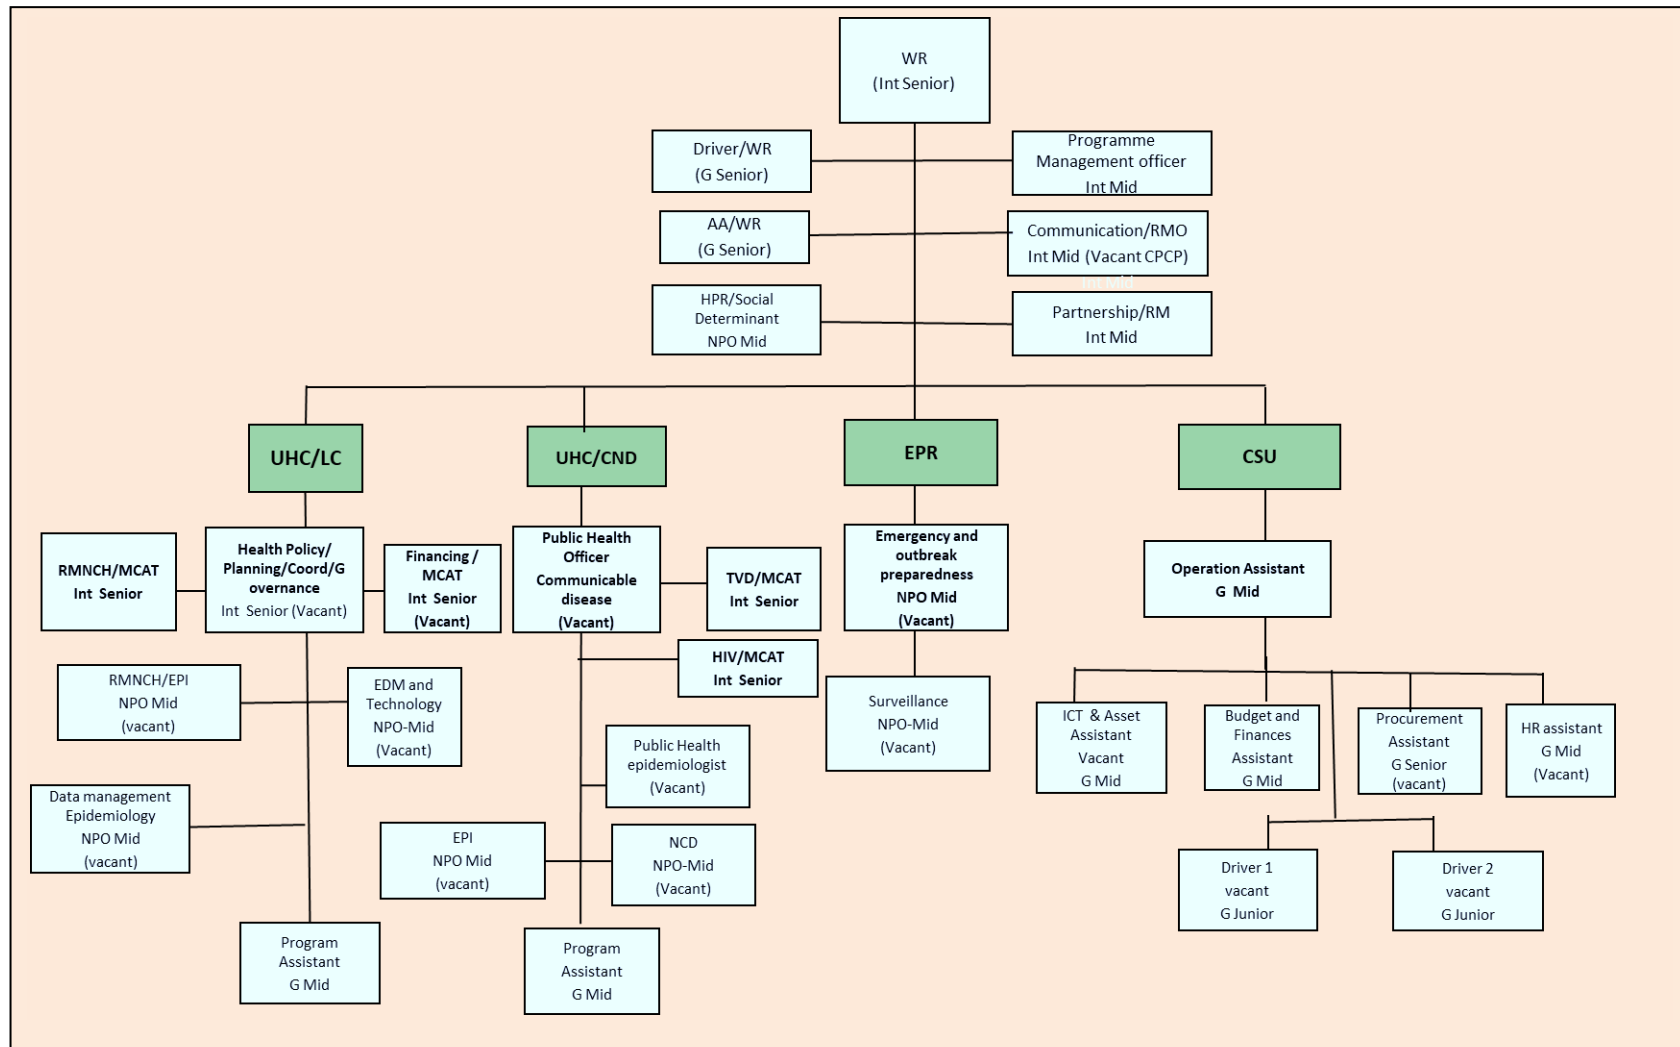 WR
(Int Senior)
Driver/WR
(G Senior)
Programme
Management officer
Int Mid
AA/WR
(G Senior)
Communication/RMO
Int Mid (Vacant CPCP)
Int Mid
HPR/Social
Determinant
NPO Mid
Partnership/RM
Int Mid
UHC/LC
UHC/CND
EPR
CSU
RMNCH/MCAT
Int Senior
Health Policy/
Planning/Coord/G
overnance
Int Senior (Vacant)
Financing /
MCAT
Int Senior
(Vacant)
Public Health
Officer
Communicable
disease
(Vacant)
TVD/MCAT
Int Senior
HIV/MCAT
Int Senior
Emergency and
outbreak
preparedness
NPO Mid
(Vacant)
Operation Assistant
G Mid
RMNCH/EPI
NPO Mid
(vacant)
EDM and
Technology
NPO-Mid
(Vacant)
Public Health
epidemiologist
(Vacant)
Surveillance
NPO-Mid
(Vacant)
ICT & Asset
Assistant
Vacant
G Mid
Budget and
Finances
Assistant
G Mid
Procurement
Assistant
G Senior
(vacant)
HR assistant
G Mid
(Vacant)
Data management
Epidemiology
NPO Mid
(vacant)
EPI
NPO Mid
(vacant)
NCD
NPO-Mid
(Vacant)
Driver 1
vacant
G Junior
Driver 2
vacant
G Junior
Program
Assistant
G Mid
Program
Assistant
G Mid